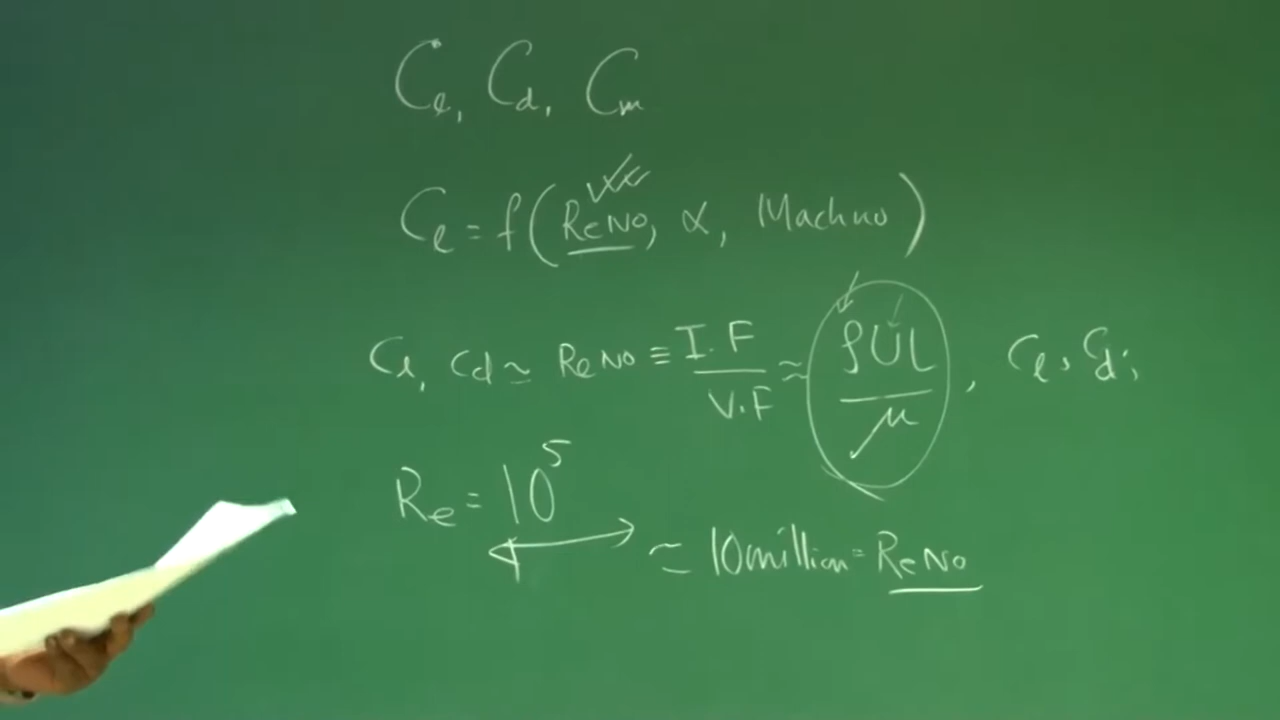 Cl, Cd, Cm
Cl = f(ReNo, α, Machno)
Cl, Cd ≃ ReNo ≡ I.F/V.F ≈ ρUL/μ, Cl, Cd;
Re = 10^5
≃ 10million = ReNo